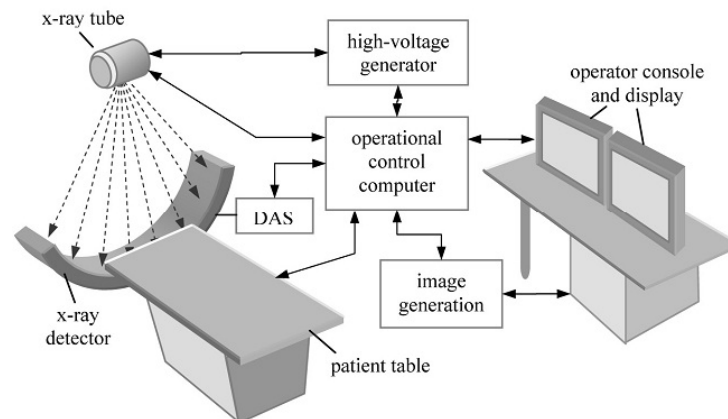 x-ray tube
high-voltage
generator
operator console
and display
operational
control
computer
DAS
image
generation
x-ray
detector
patient table